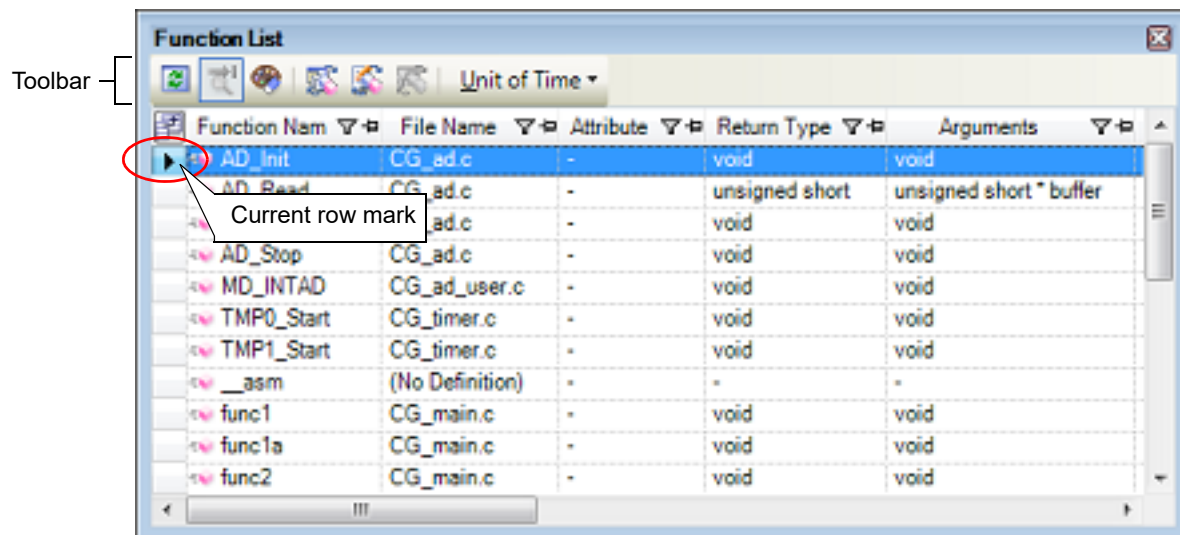 Function List
Toolbar
Unit of Time
Function Nam File Name Attribute Return Type Arguments
AD_Init CG_ad.c - void void
AD_Read CG_ad.c - unsigned short unsigned short * buffer
Current row mark
ad.c - void void
AD_Stop CG_ad.c - void void
MD_INTAD CG_ad_user.c - void void
TMP0_Start CG_timer.c - void void
TMP1_Start CG_timer.c - void void
__asm (No Definition) - - -
func1 CG_main.c - void void
func1a CG_main.c - void void
func2 CG_main.c - void void